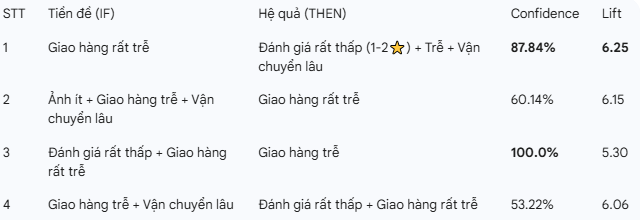 STT Tiền đề (IF) Hệ quả (THEN) Confidence Lift
1 Giao hàng rất trễ Đánh giá rất thấp (1-2⭐) + Trễ + Vận 87.84% 6.25
chuyển lâu
2 Ảnh ít + Giao hàng trễ + Vận Giao hàng rất trễ 60.14% 6.15
chuyển lâu
3 Đánh giá rất thấp + Giao hàng Giao hàng trễ 100.0% 5.30
rất trễ
4 Giao hàng trễ + Vận chuyển lâu Đánh giá rất thấp + Giao hàng rất trễ 53.22% 6.06